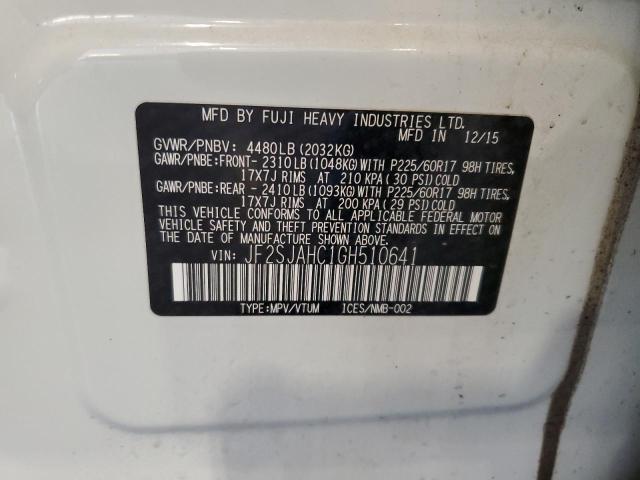 MFD BY FUJI HEAVY INDUSTRIES LTD.
MFD IN 12/15
GVWR/PNBV: 4480LB(2032KG)
GAWR/PNBE:FRONT- 2310LB(1048KG)WITH P225/60R17 98H TIRES,
17X7J RIMS AT 210 KPA(30 PSI)COLD
GAWR/PNBE:REAR - 2410LB(1093KG)WITH P225/60R17 98H TIRES,
17X7J RIMS AT 200 KPA(29 PSI)COLD
THIS VEHICLE CONFORMS TO ALL APPLICABLE FEDERAL MOTOR
VEHICLE SAFETY AND THEFT PREVENTION STANDARDS IN EFFECT
ON THE DATE OF MANUFACTURE SHOWN ABOVE.
VIN: JF2SJAHC1GH510641
TYPE:MPV/VTUM ICES/NMB-002